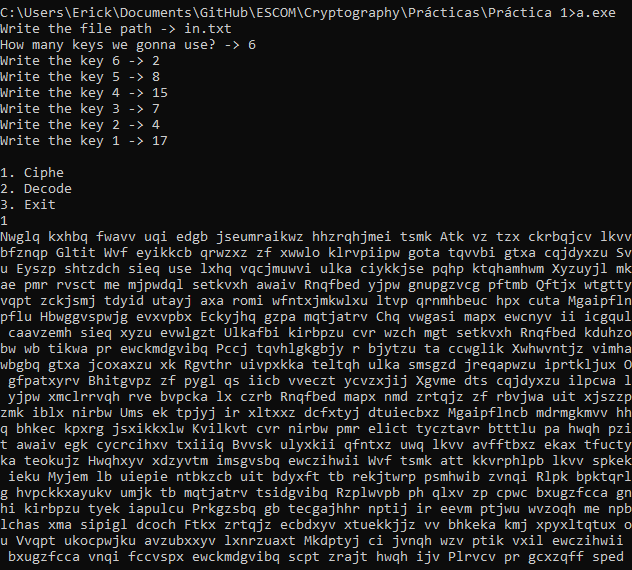 C:\Users\Erick\Documents\GitHub\ESCOM\Cryptography\Prácticas\Práctica 1>a.exe
Write the file path -> in.txt
How many keys we gonna use? -> 6
Write the key 6 -> 2
Write the key 5 -> 8
Write the key 4 -> 15
Write the key 3 -> 7
Write the key 2 -> 4
Write the key 1 -> 17
1. Ciphe
2. Decode
3. Exit
1
Nwglq kxhbq fwavv uqi edgb jseumraikwz hhzrqhjmei tsmk Atk vz tzx ckrbqjcv lkvv
bfznqp Gltit Wvf eyikkcb qrwzxz zf xwwlo klrvpiipw gota tqvvbi gtxa cqjdyxzu Sv
u Eyszp shtzdch sieq use lxhq vqcjmuwvi ulka ciykkjse pqhp ktqhamhwm Xyzuyjl mk
ae pmr rvsct me mjpwdql setkvxh awaiv Rnqfbed yjpw gnupgzvcg pftmb Qftjx wtgtty
vqpt zckjsmj tdyid utayj axa romi wfntxjmkwlxu ltvp qrnmhbeuc hpx cuta Mgaipfln
pflu Hbwggvspwjg evxvpbx Eckyjhq gzpa mqtjatrv Chq vwgasi mapx ewcnyv ii icgqul
 caavzemh sieq xyzu evwlgzt Ulkafbi kirbpzu cvr wzch mgt setkvxh Rnqfbed kduhzo
bw wb tikwa pr ewckmdgvibq Pccj tqvhlgkgbjy r bjytzu ta ccwglik Xwhwvntjz vimha
wbgbq gtxa jcoxaxzu xk Rgvthr uivpxkka teltqh ulka smsgzd jreqapwzu iprtkljux O
 gfpatxyrv Bhitgvpz zf pygl qs iicb vveczt ycvzxjij Xgvme dts cqjdyxzu ilpcwa l
 yjpw xmclrrvqh rve bvpcka lx czrb Rnqfbed mapx nmd zrtqjz zf rbvjwa uit xjszzp
zmk iblx nirbw Ums ek tpjyj ir xltxxz dcfxtyj dtuiecbxz Mgaipflncb mdrmgkmvv hh
q bhkec kpxrg jsxikkxlw Kvilkvt cvr nirbw pmr elict tycztavr btttlu pa hwqh pzi
t awaiv egk cycrcihxv txiiiq Bvvsk ulyxkii qfntxz uwq lkvv avfftbxz ekax tfucty
ka teokujz Hwqhxyv xdzyvtm imsgvsbq ewczihwii Wvf tsmk att kkvrphlpb lkvv spkek
 ieku Myjem lb uiepie ntbkzcb uit bdyxft tb rekjtwrp psmhwib zvnqi Rlpk bpktqrl
g hvpckkxayukv umjk tb mqtjatrv tsidgvibq Rzplwvpb ph qlxv zp cpwc bxugzfcca gn
hi kirbpzu tyek iapulcu Prkgzsbq gb tecgajhhr nptij ir eevm ptjwu wvzoqh me npb
lchas xma sipigl dcoch Ftkx zrtqjz ecbdxyv xtuekkjjz vv bhkeka kmj xpyxltqtux o
u Vvqpt ukocpwjku avzubxxyv lxnrzuaxt Mkdptyj ci jvnqh wzv ptik vxil ewczihwii
 bxugzfcca vnqi fccvspx ewckmdgvibq scpt zrajt hwqh ijv Plrvcv pr gcxzqff sped